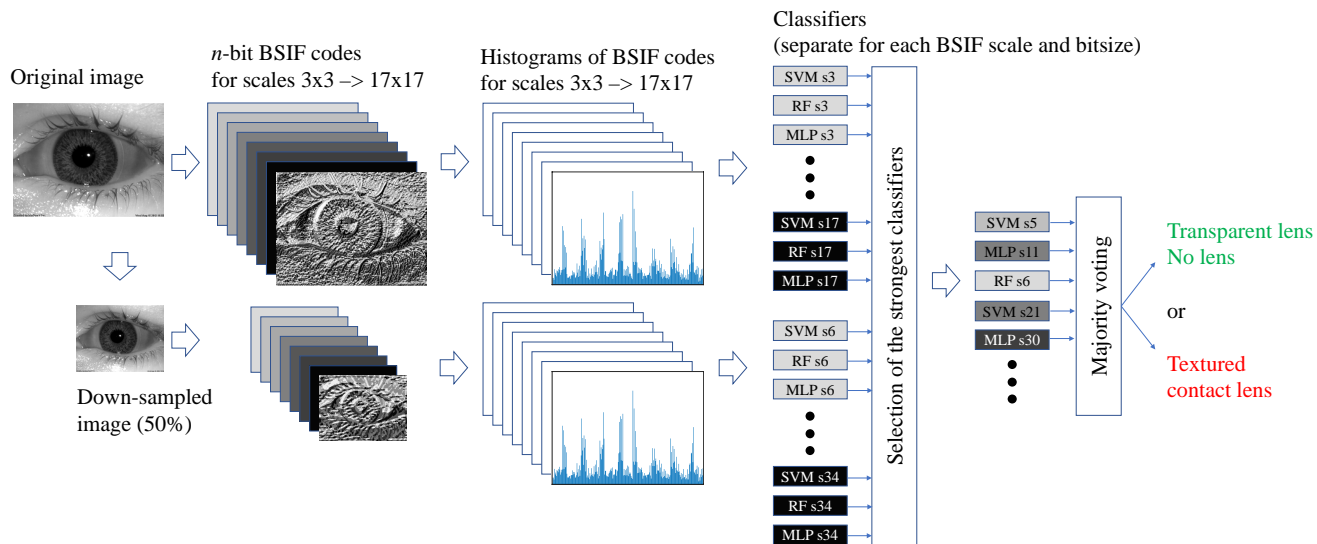 Original image
n-bit BSIF codes
for scales 3x3 –> 17x17
Histograms of BSIF codes
for scales 3x3 –> 17x17
Classifiers
(separate for each BSIF scale and bitsize)
SVM s3
RF s3
MLP s3
SVM s17
RF s17
MLP s17
Down-sampled
image (50%)
SVM s6
RF s6
MLP s6
SVM s34
RF s34
MLP s34
Selection of the strongest classifiers
SVM s5
MLP s11
RF s6
SVM s21
MLP s30
Majority voting
Transparent lens
No lens
or
Textured
contact lens